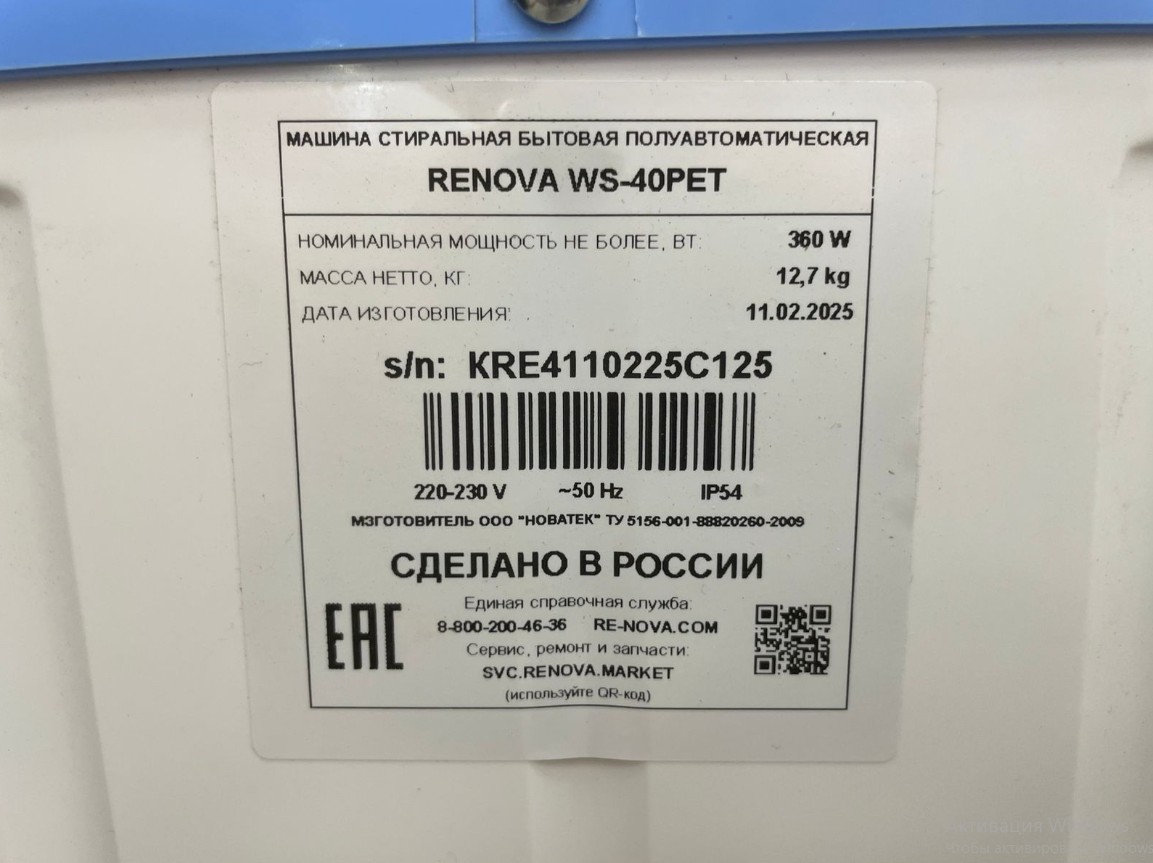 МАШИНА СТИРАЛЬНАЯ БЫТОВАЯ ПОЛУАВТОМАТИЧЕСКАЯ
RENOVA WS-40PET
НОМИНАЛЬНАЯ МОЩНОСТЬ НЕ БОЛЕЕ, ВТ: 360 W
МАССА НЕТТО, КГ: 12,7 kg
ДАТА ИЗГОТОВЛЕНИЯ: 11.02.2025
s/n: KRE4110225C125
220-230 V ~50 Hz IP54
МЗГОТОВИТЕЛЬ ООО "НОВАТЕК" ТУ 5156-001-88820260-2009
СДЕЛАНО В РОССИИ
EAC
Единая справочная служба:
8-800-200-46-36 RE-NOVA.COM
Сервис, ремонт и запчасти:
SVC.RENOVA.MARKET
(используйте QR-код)